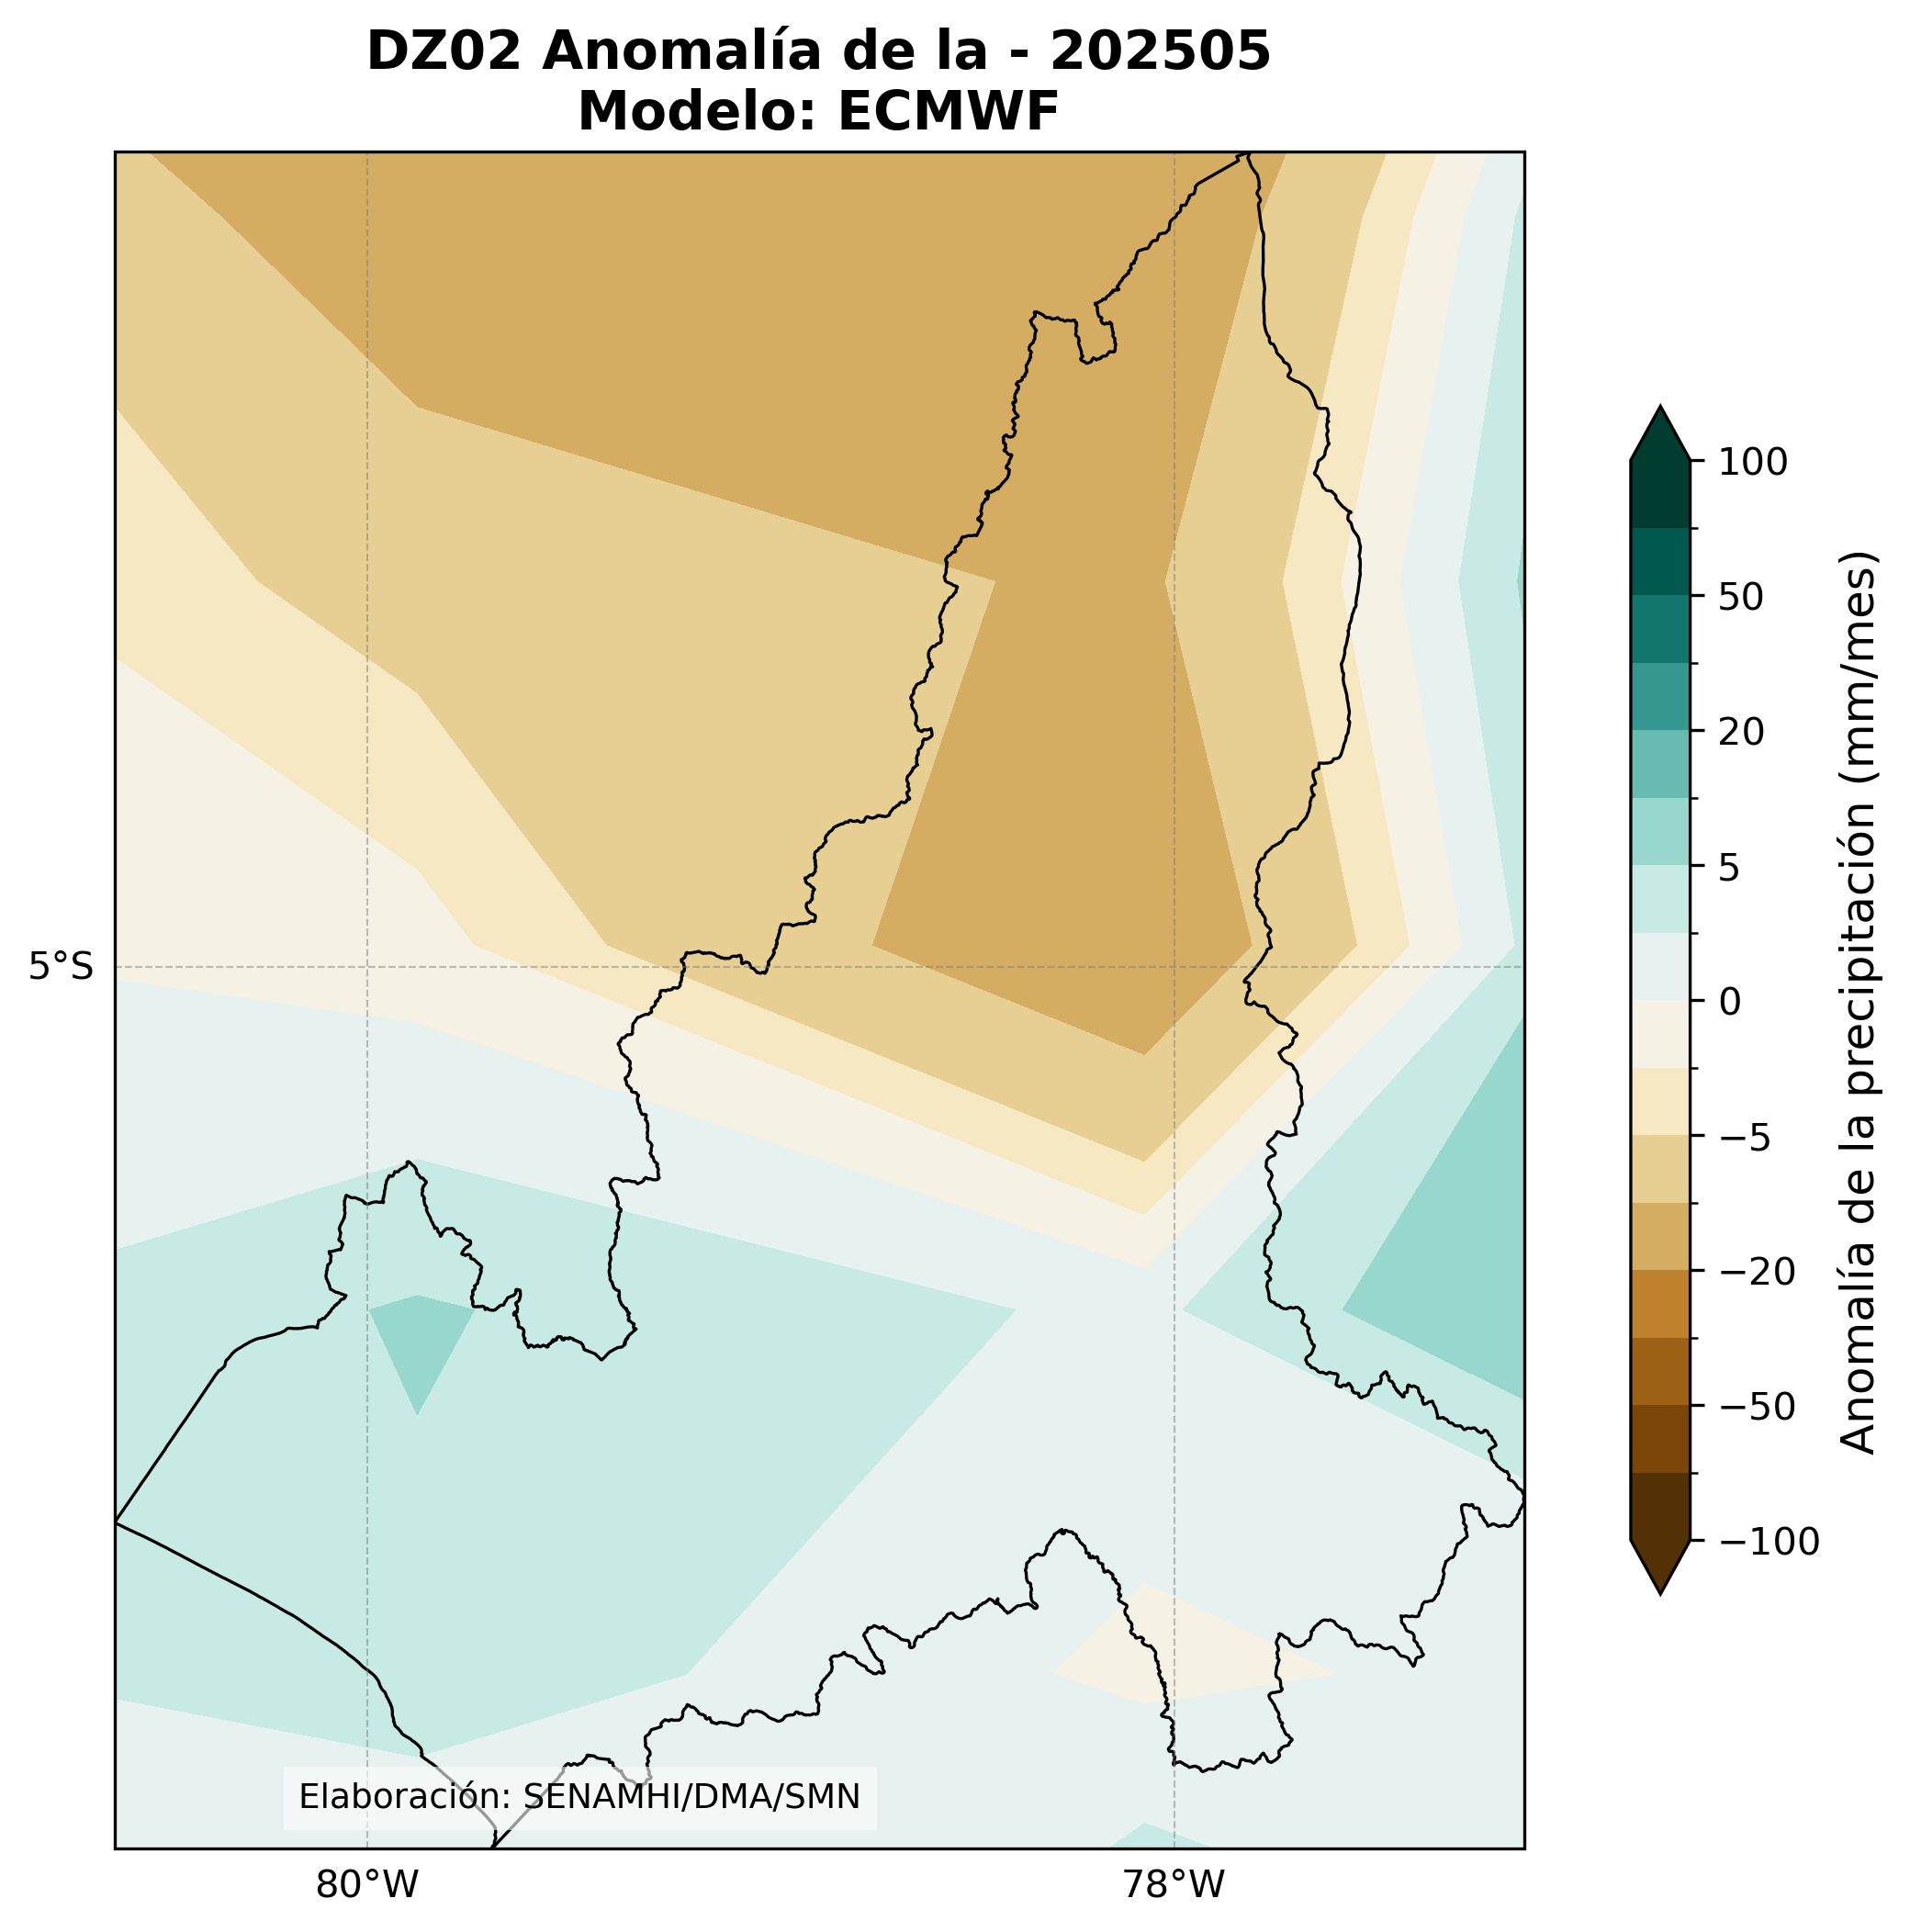 DZ02 Anomalía de la - 202505
Modelo: ECMWF
5°S
80°W
78°W
Elaboración: SENAMHI/DMA/SMN
100
50
20
5
0
−5
−20
−50
−100
Anomalía de la precipitación (mm/mes)